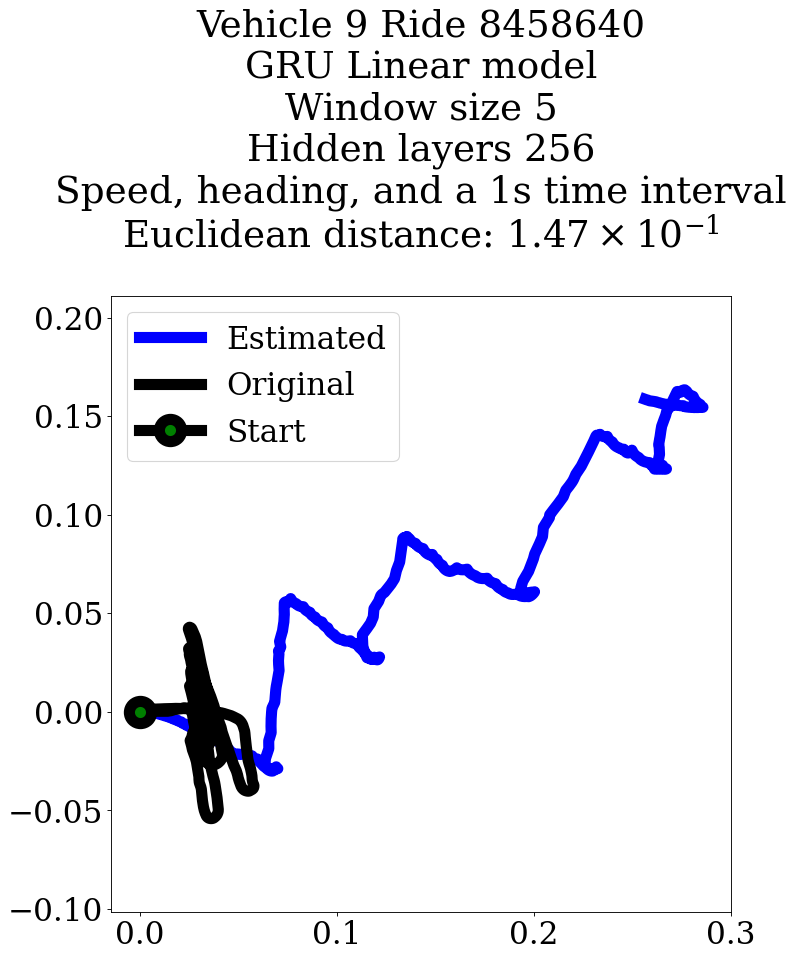 Vehicle 9 Ride 8458640
GRU Linear model
Window size 5
Hidden layers 256
Speed, heading, and a 1s time interval
Euclidean distance: 1.47 × 10⁻¹
Estimated
Original
Start
0.20
0.15
0.10
0.05
0.00
−0.05
−0.10
0.0 0.1 0.2 0.3